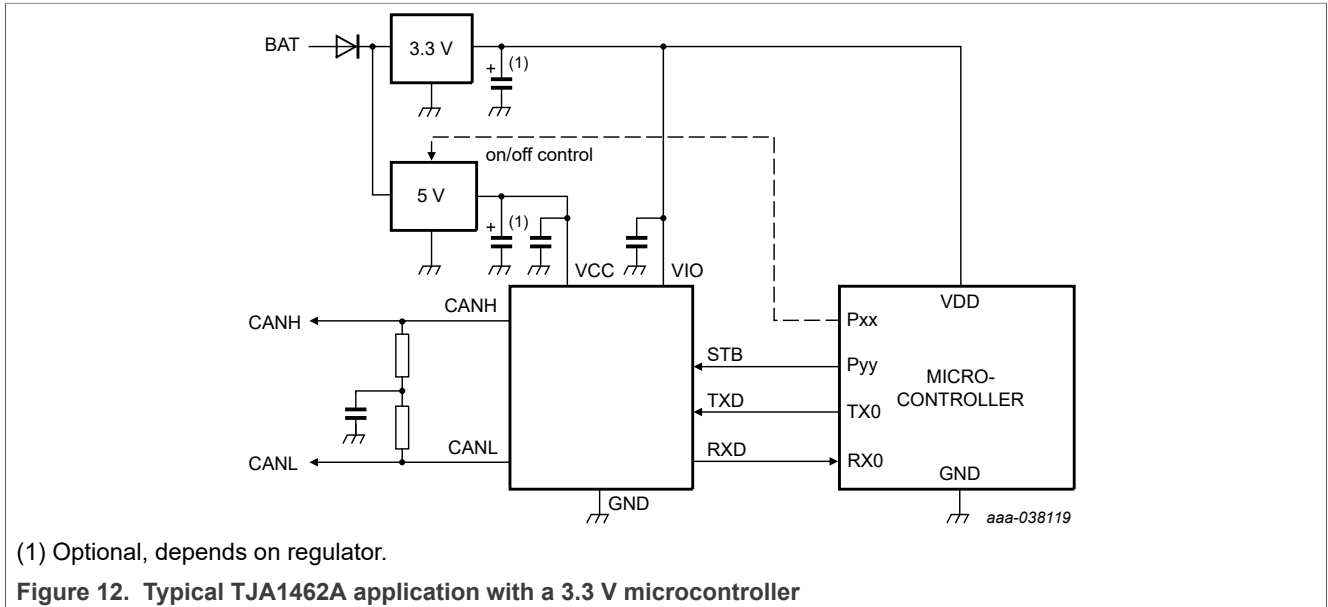 BAT
3.3 V
+ (1)
on/off control
5 V
+ (1)
VCC
VIO
CANH
CANH
VDD
Pxx
STB
Pyy
MICRO-
CONTROLLER
TXD
TX0
CANL
CANL
RXD
RX0
GND
GND
aaa-038119
(1) Optional, depends on regulator.
Figure 12. Typical TJA1462A application with a 3.3 V microcontroller